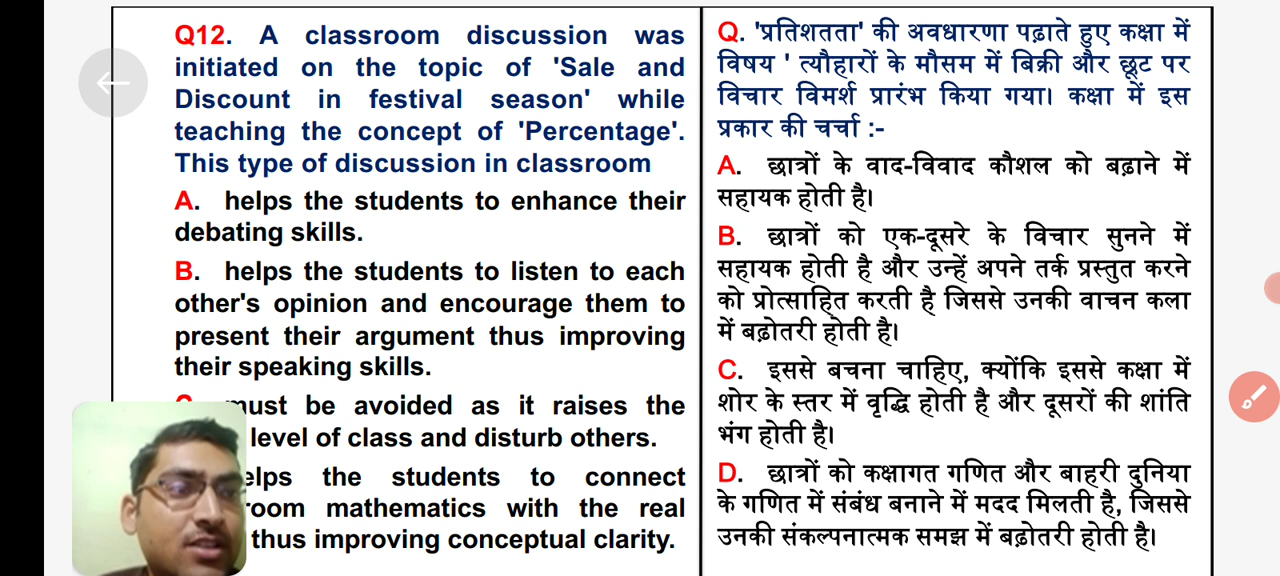 Q12. A classroom discussion was
initiated on the topic of 'Sale and
Discount in festival season' while
teaching the concept of 'Percentage'.
This type of discussion in classroom
A. helps the students to enhance their
debating skills.
B. helps the students to listen to each
other's opinion and encourage them to
present their argument thus improving
their speaking skills.
must be avoided as it raises the
level of class and disturb others.
the students to connect
mathematics with the real
thus improving conceptual clarity.
Q. 'प्रतिशतता' की अवधारणा पढ़ाते हुए कक्षा में
विषय ' त्यौहारों के मौसम में बिक्री और छूट पर
विचार विमर्श प्रारंभ किया गया। कक्षा में इस
प्रकार की चर्चा :-
A. छात्रों के वाद-विवाद कौशल को बढ़ाने में
सहायक होती है।
B. छात्रों को एक-दूसरे के विचार सुनने में
सहायक होती है और उन्हें अपने तर्क प्रस्तुत करने
को प्रोत्साहित करती है जिससे उनकी वाचन कला
में बढ़ोतरी होती है।
C. इससे बचना चाहिए, क्योंकि इससे कक्षा में
शोर के स्तर में वृद्धि होती है और दूसरों की शांति
भंग होती है।
D. छात्रों को कक्षागत गणित और बाहरी दुनिया
के गणित में संबंध बनाने में मदद मिलती है, जिससे
उनकी संकल्पनात्मक समझ में बढ़ोतरी होती है।